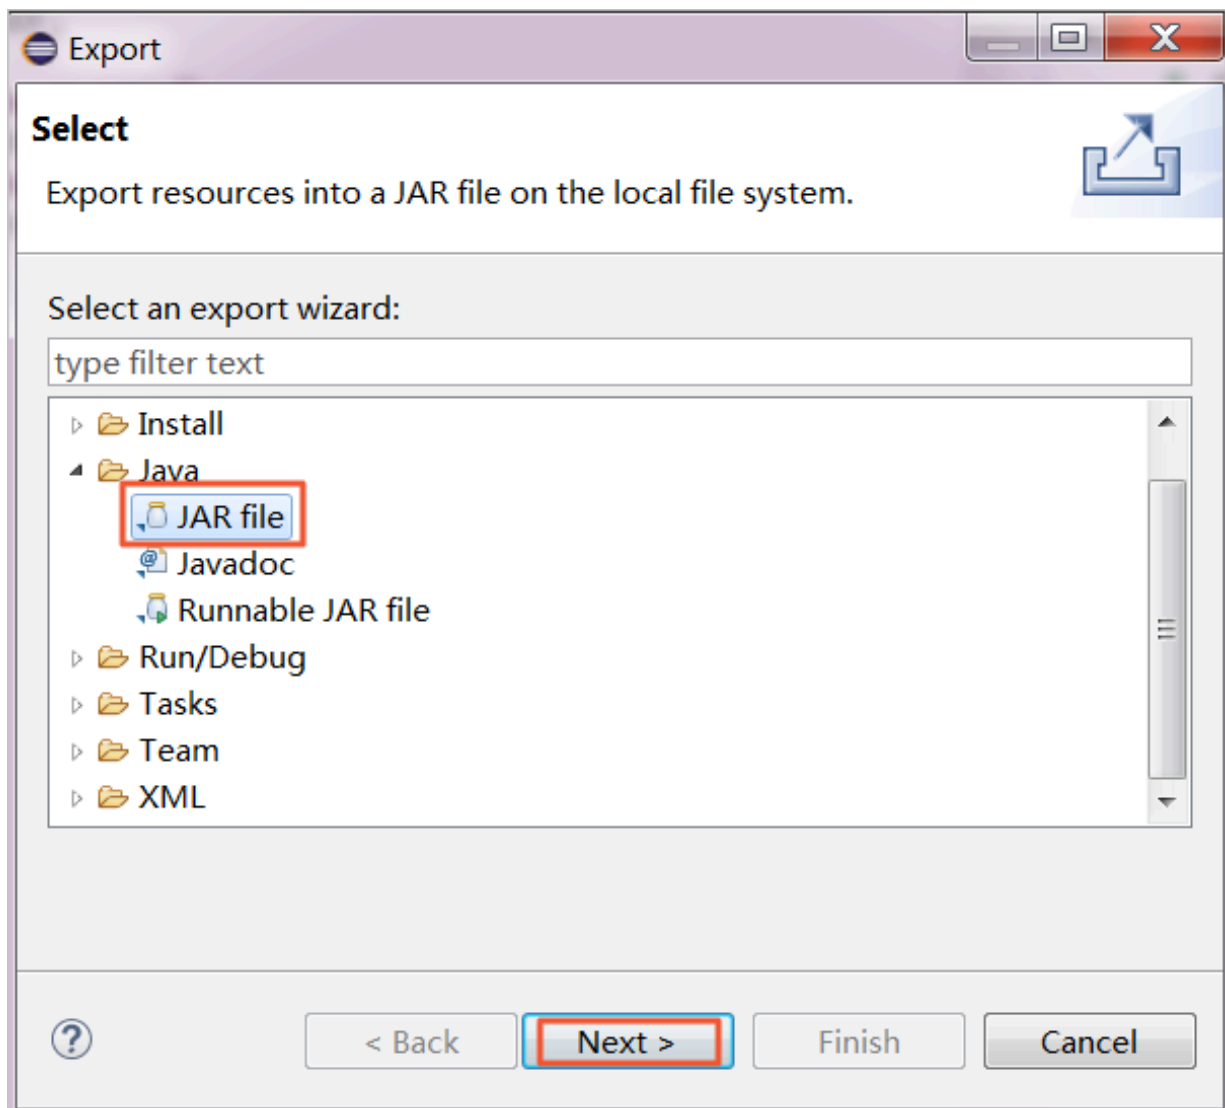 Export
Select
Export resources into a JAR file on the local file system.
Select an export wizard:
type filter text
Install
Java
JAR file
Javadoc
Runnable JAR file
Run/Debug
Tasks
Team
XML
< Back Next > Finish Cancel